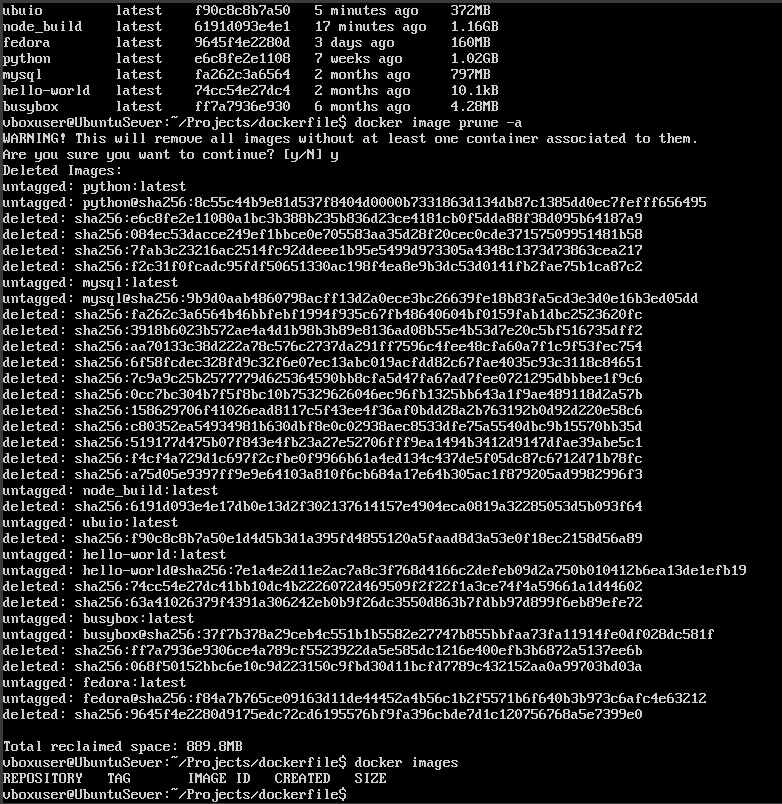 ubuio         latest    f90c8c8b7a50   5 minutes ago    372MB
node_build    latest    6191d093e4e1   17 minutes ago   1.16GB
fedora        latest    9645f4e2280d   3 days ago       160MB
python        latest    e6c8fe2e1108   7 weeks ago      1.02GB
mysql         latest    fa262c3a6564   2 months ago     797MB
hello-world   latest    74cc54e27dc4   2 months ago     10.1kB
busybox       latest    ff7a7936e930   6 months ago     4.28MB
vboxuser@UbuntuSever:~/Projects/dockerfile$ docker image prune -a
WARNING! This will remove all images without at least one container associated to them.
Are you sure you want to continue? [y/N] y
Deleted Images:
untagged: python:latest
untagged: python@sha256:8c55c44b9e81d537f8404d0000b7331863d134db87c1385dd0ec7fefff656495
deleted: sha256:e6c8fe2e11080a1bc3b388b235b836d23ce4181cb0f5dda88f38d095b64187a9
deleted: sha256:084ec53dacce249ef1bbce0e705583aa35d28f20cec0cde37157509951481b58
deleted: sha256:7fab3c23216ac2514fc92ddeee1b95e5499d973305a4348c1373d73863cea217
deleted: sha256:f2c31f0fcadc95fdf50651330ac198f4ea8e9b3dc53d0141fb2fae75b1ca87c2
untagged: mysql:latest
untagged: mysql@sha256:9b9d0aab4860798acff13d2a0ece3bc26639fe18b83fa5cd3e3d0e16b3ed05dd
deleted: sha256:fa262c3a6564b46bbfebf1994f935c67fb48640604bf0159fab1dbc2523620fc
deleted: sha256:3918b6023b572ae4a4d1b98b3b89e8136ad08b55e4b53d7e20c5bf516735dff2
deleted: sha256:aa70133c38d222a78c576c2737da291ff7596c4fee48cfa60a7f1c9f53fec754
deleted: sha256:6f58fcdec328fd9c32f6e07ec13abc019acfdd82c67fae4035c93c3118c84651
deleted: sha256:7c9a9c25b2577779d625364590bb8cfa5d47fa67ad7fee0721295dbbbee1f9c6
deleted: sha256:0cc7bc304b7f5f8bc10b75329626046ec96fb1325bb643a1f9ae489118d2a57b
deleted: sha256:158629706f41026ead8117c5f43ee4f36af0bdd28a2b763192b0d92d220e58c6
deleted: sha256:c80352ea54934981b630dbf8e0c02938aec8533dfe75a5540dbc9b15570bb35d
deleted: sha256:519177d475b07f843e4fb23a27e52706fff9ea1494b3412d9147dfae39abe5c1
deleted: sha256:f4cf4a729d1c697f2cfbe0f9966b61a4ed134c437de5f05dc87c6712d71b78fc
deleted: sha256:a75d05e9397ff9e9e64103a810f6cb684a17e64b305ac1f879205ad9982996f3
untagged: node_build:latest
deleted: sha256:6191d093e4e17db0e13d2f302137614157e4904eca0819a32285053d5b093f64
untagged: ubuio:latest
deleted: sha256:f90c8c8b7a50e1d4d5b3d1a395fd4855120a5faad8d3a53e0f18ec2158d56a89
untagged: hello-world:latest
untagged: hello-world@sha256:7e1a4e2d11e2ac7a8c3f768d4166c2defeb09d2a750b010412b6ea13de1efb19
deleted: sha256:74cc54e27dc41bb10dc4b2226072d469509f2f22f1a3ce74f4a59661a1d44602
deleted: sha256:63a41026379f4391a306242eb0b9f26dc3550d863b7fdbb97d899f6eb89efe72
untagged: busybox:latest
untagged: busybox@sha256:37f7b378a29ceb4c551b1b5582e27747b855bbfaa73fa11914fe0df028dc581f
deleted: sha256:ff7a7936e9306ce4a789cf5523922da5e585dc1216e400efb3b6872a5137ee6b
deleted: sha256:068f50152bbc6e10c9d223150c9fbd30d11bcfd7789c432152aa0a99703bd03a
untagged: fedora:latest
untagged: fedora@sha256:f84a7b765ce09163d11de44452a4b56c1b2f5571b6f640b3b973c6afc4e63212
deleted: sha256:9645f4e2280d9175edc72cd6195576bf9fa396cbde7d1c120756768a5e7399e0
Total reclaimed space: 889.8MB
vboxuser@UbuntuSever:~/Projects/dockerfile$ docker images
REPOSITORY   TAG       IMAGE ID   CREATED   SIZE
vboxuser@UbuntuSever:~/Projects/dockerfile$